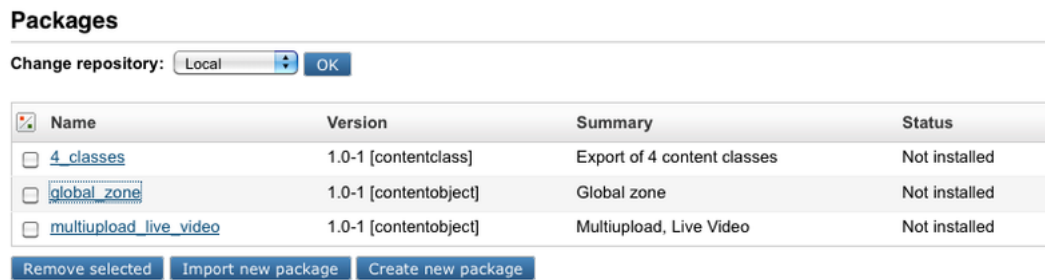 Packages
Change repository: Local OK
Name Version Summary Status
4_classes 1.0-1 [contentclass] Export of 4 content classes Not installed
global_zone 1.0-1 [contentobject] Global zone Not installed
multiupload_live_video 1.0-1 [contentobject] Multiupload, Live Video Not installed
Remove selected Import new package Create new package